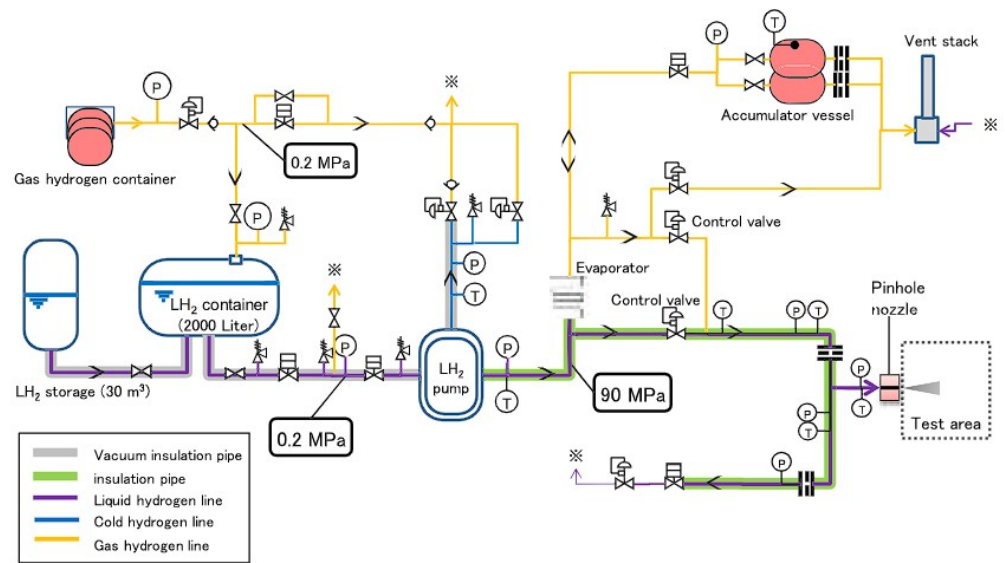 P
T
P
Vent stack
※
※
Accumulator vessel
Gas hydrogen container
0.2 MPa
P
Control valve
※
P
T
Evaporator
Control valve
LH₂ container
(2000 Liter)
T
P
T
Pinhole
nozzle
P
LH₂
pump
P
T
LH₂ storage (30 m³)
90 MPa
P
T
Test area
0.2 MPa
P
T
※
P
Vacuum insulation pipe
insulation pipe
Liquid hydrogen line
Cold hydrogen line
Gas hydrogen line